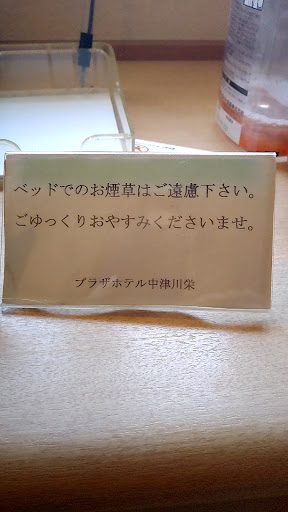 ベッドでのお煙草はご遠慮下さい。
ごゆっくりおやすみくださいませ。
プラザホテル中津川栄